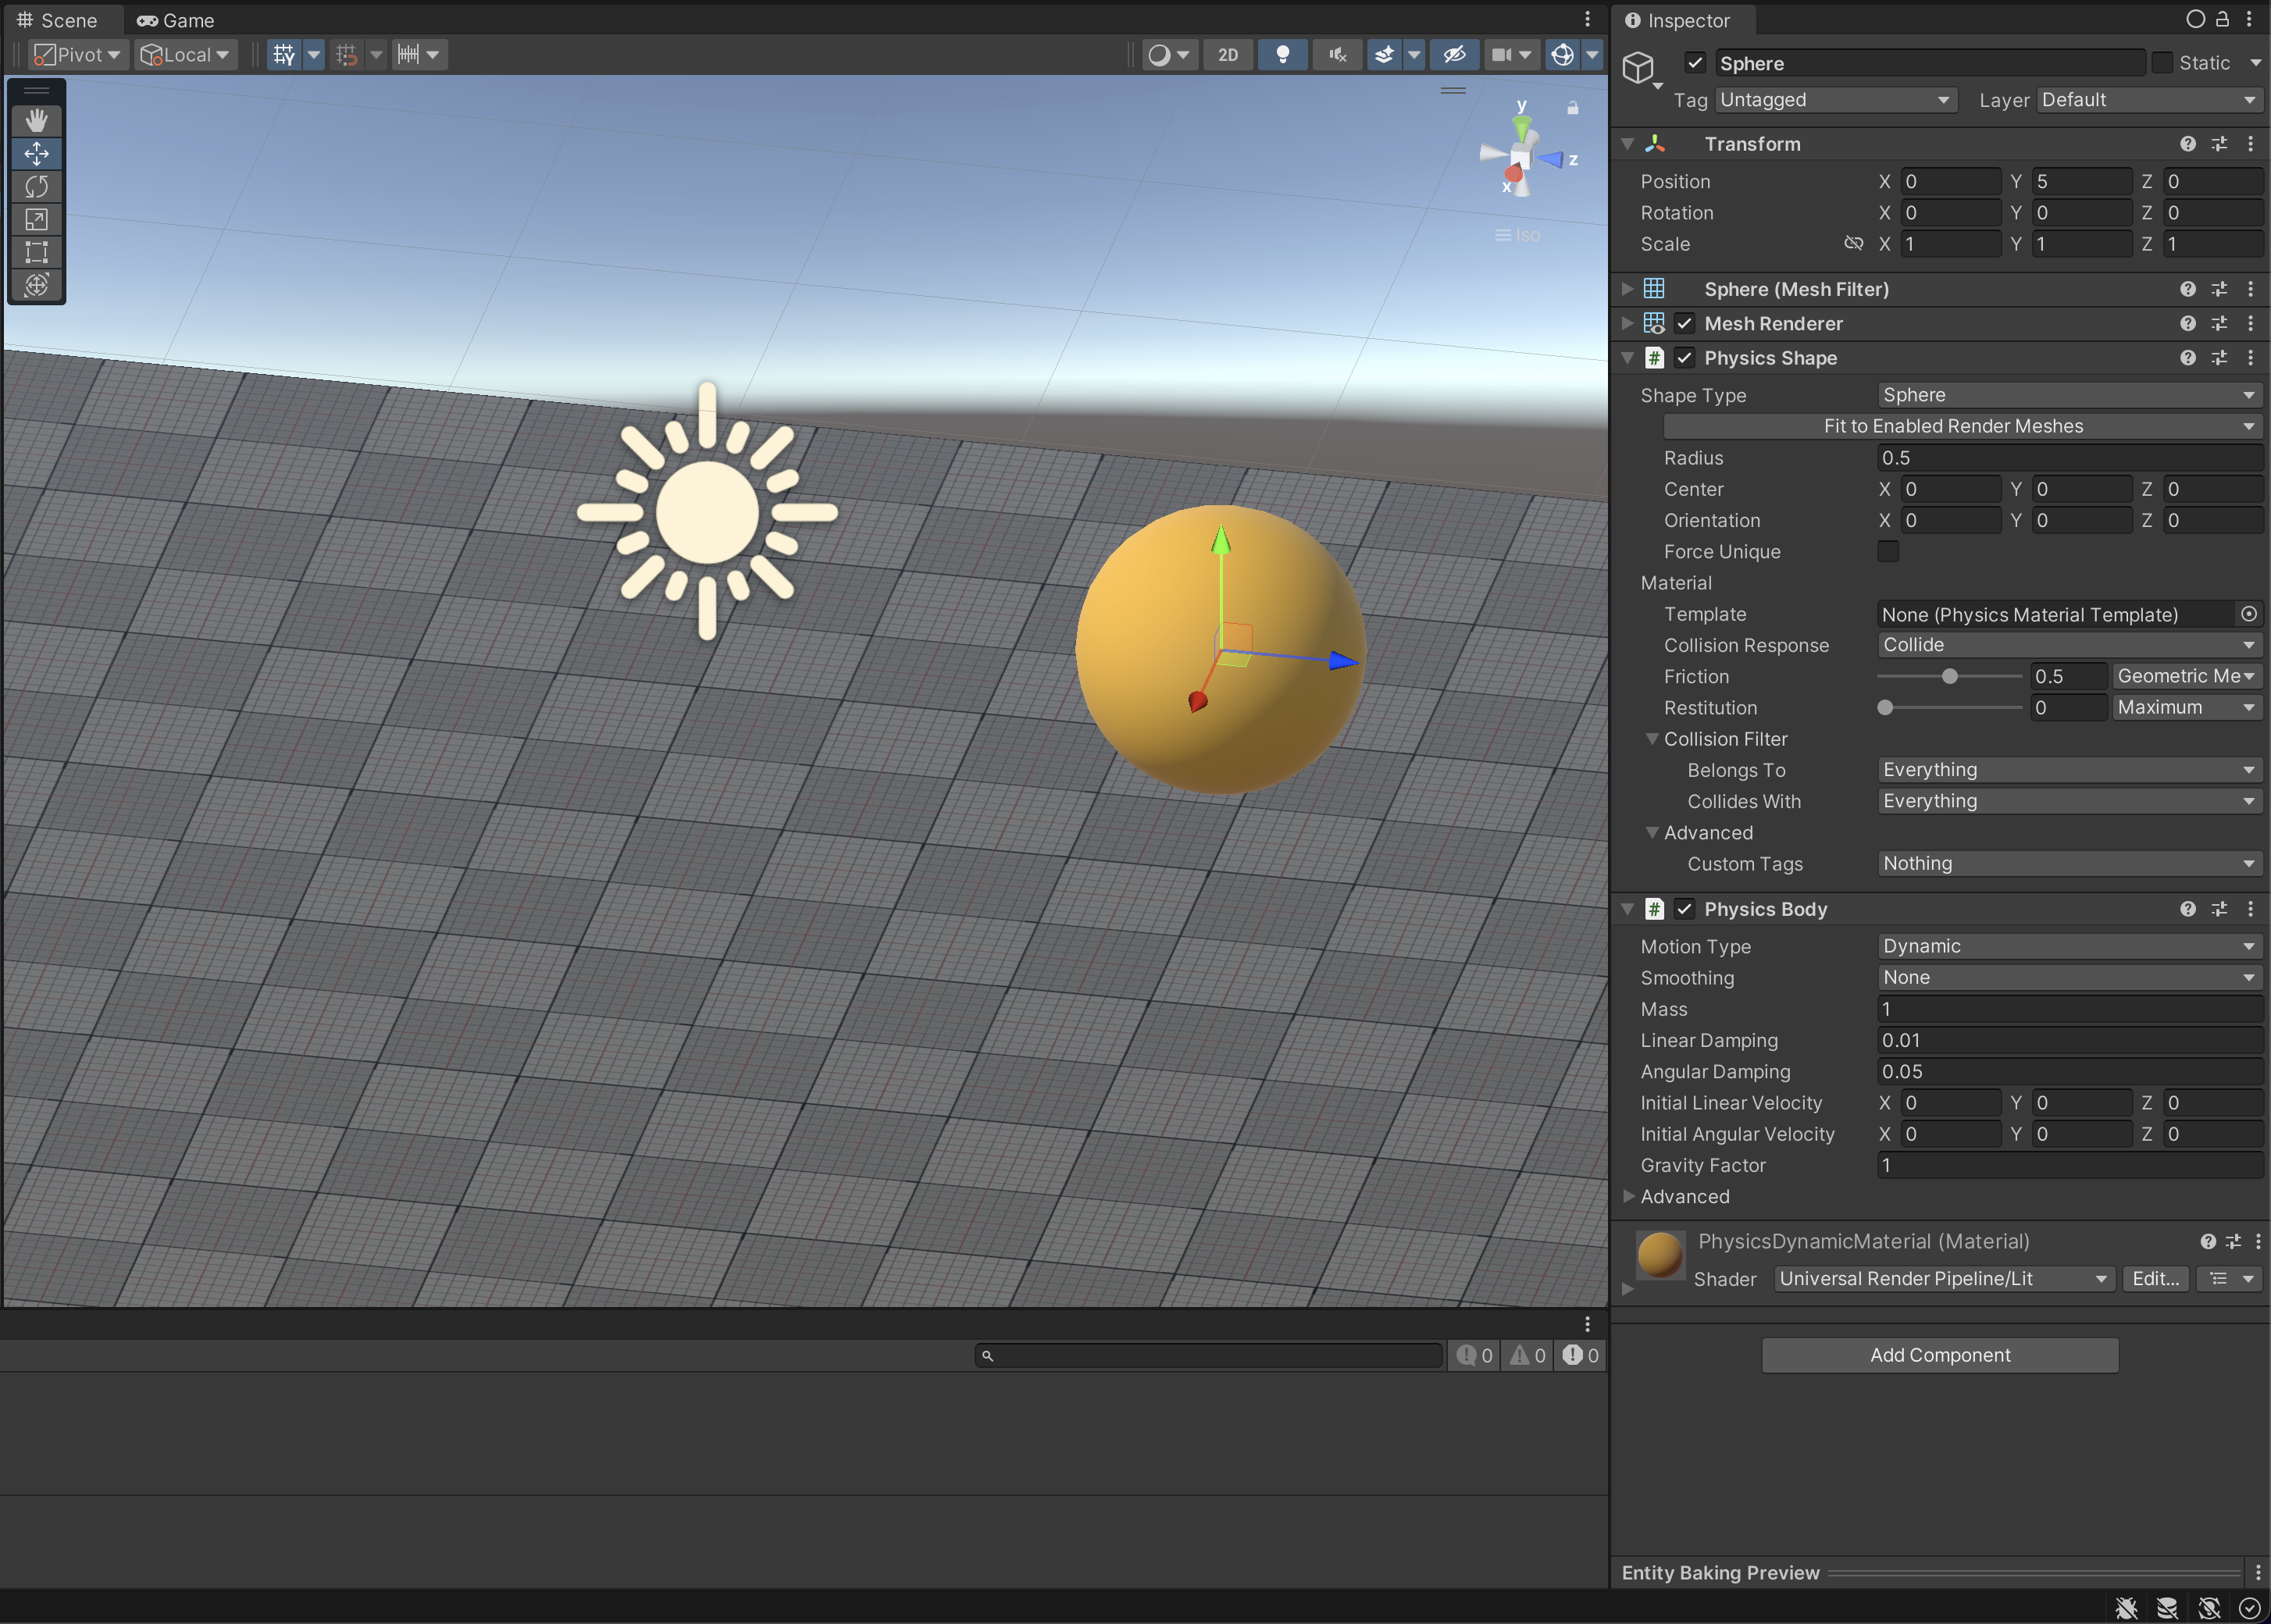 Scene Game
Pivot Local
2D
y
z
x
Iso
0 0 0
Inspector
Sphere Static
Tag Untagged Layer Default
Transform
Position X 0 Y 5 Z 0
Rotation X 0 Y 0 Z 0
Scale X 1 Y 1 Z 1
Sphere (Mesh Filter)
Mesh Renderer
# Physics Shape
Shape Type Sphere
Fit to Enabled Render Meshes
Radius 0.5
Center X 0 Y 0 Z 0
Orientation X 0 Y 0 Z 0
Force Unique
Material
Template None (Physics Material Template)
Collision Response Collide
Friction 0.5 Geometric Me
Restitution 0 Maximum
Collision Filter
Belongs To Everything
Collides With Everything
Advanced
Custom Tags Nothing
# Physics Body
Motion Type Dynamic
Smoothing None
Mass 1
Linear Damping 0.01
Angular Damping 0.05
Initial Linear Velocity X 0 Y 0 Z 0
Initial Angular Velocity X 0 Y 0 Z 0
Gravity Factor 1
Advanced
PhysicsDynamicMaterial (Material)
Shader Universal Render Pipeline/Lit Edit...
Add Component
Entity Baking Preview